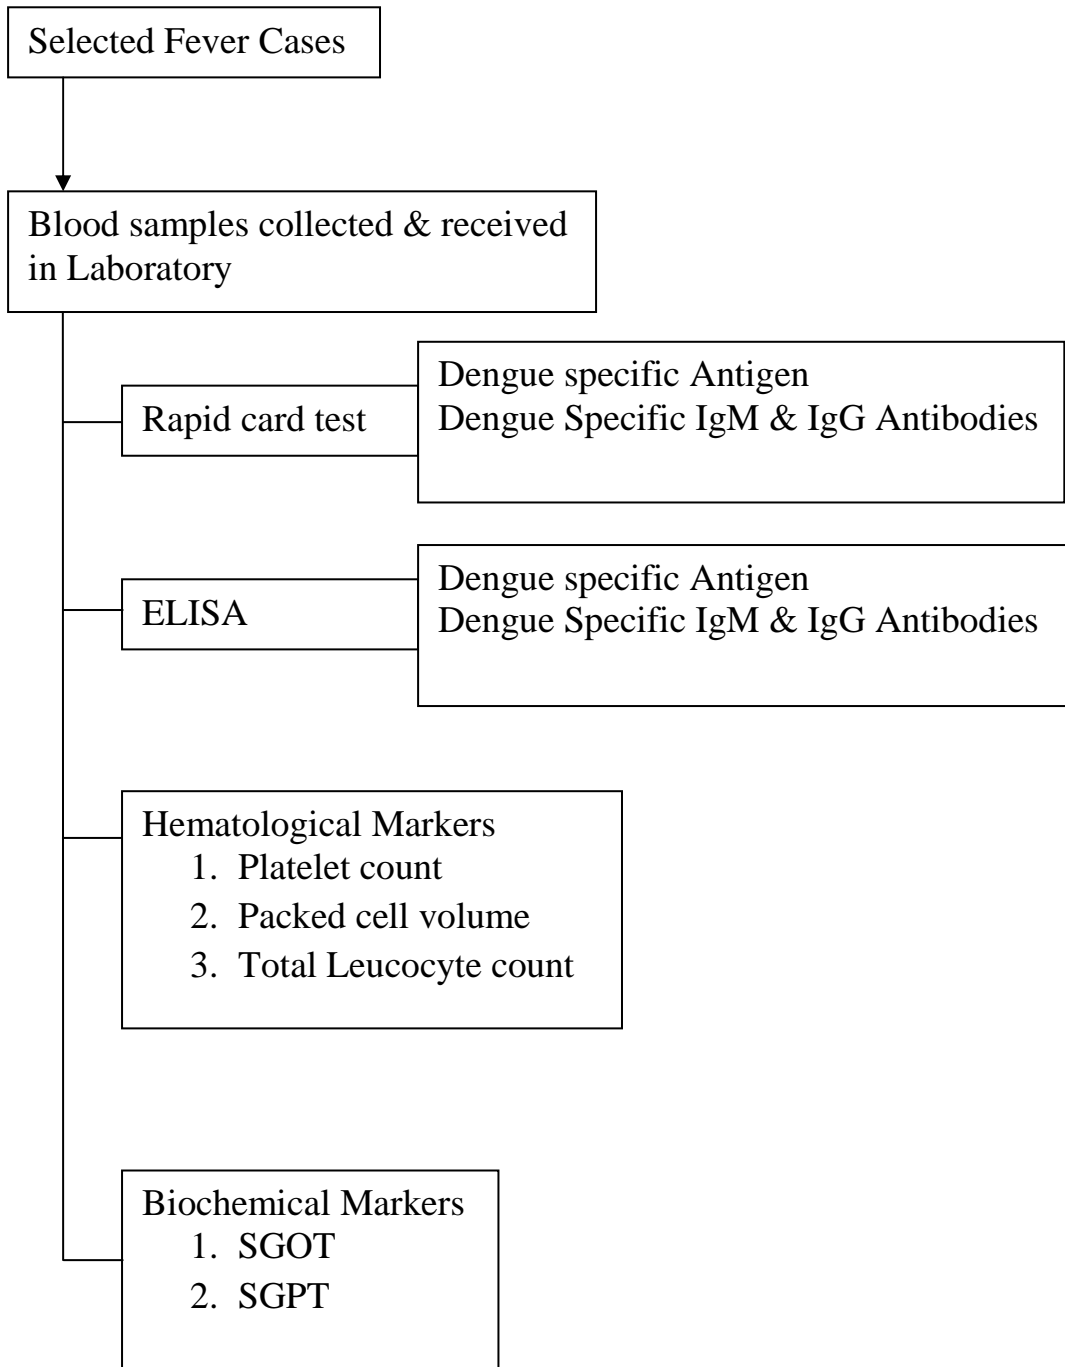 Selected Fever Cases
Blood samples collected & received
in Laboratory
Rapid card test
Dengue specific Antigen
Dengue Specific IgM & IgG Antibodies
ELISA
Dengue specific Antigen
Dengue Specific IgM & IgG Antibodies
Hematological Markers
1. Platelet count
2. Packed cell volume
3. Total Leucocyte count
Biochemical Markers
1. SGOT
2. SGPT